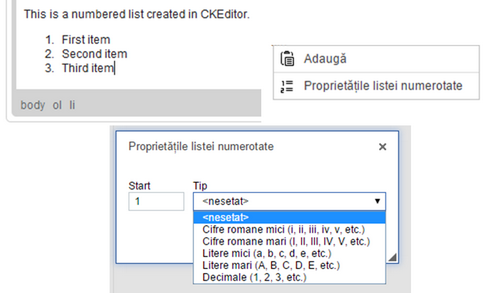 This is a numbered list created in CKEditor.
1. First item
2. Second item
3. Third item
body ol li
Adaugă
Proprietățile listei numerotate
Proprietățile listei numerotate
Start
Tip
1
<nesetat>
<nesetat>
Cifre romane mici (i, ii, iii, iv, v, etc.)
Cifre romane mari (I, II, III, IV, V, etc.)
Litere mici (a, b, c, d, e, etc.)
Litere mari (A, B, C, D, E, etc.)
Decimale (1, 2, 3, etc.)